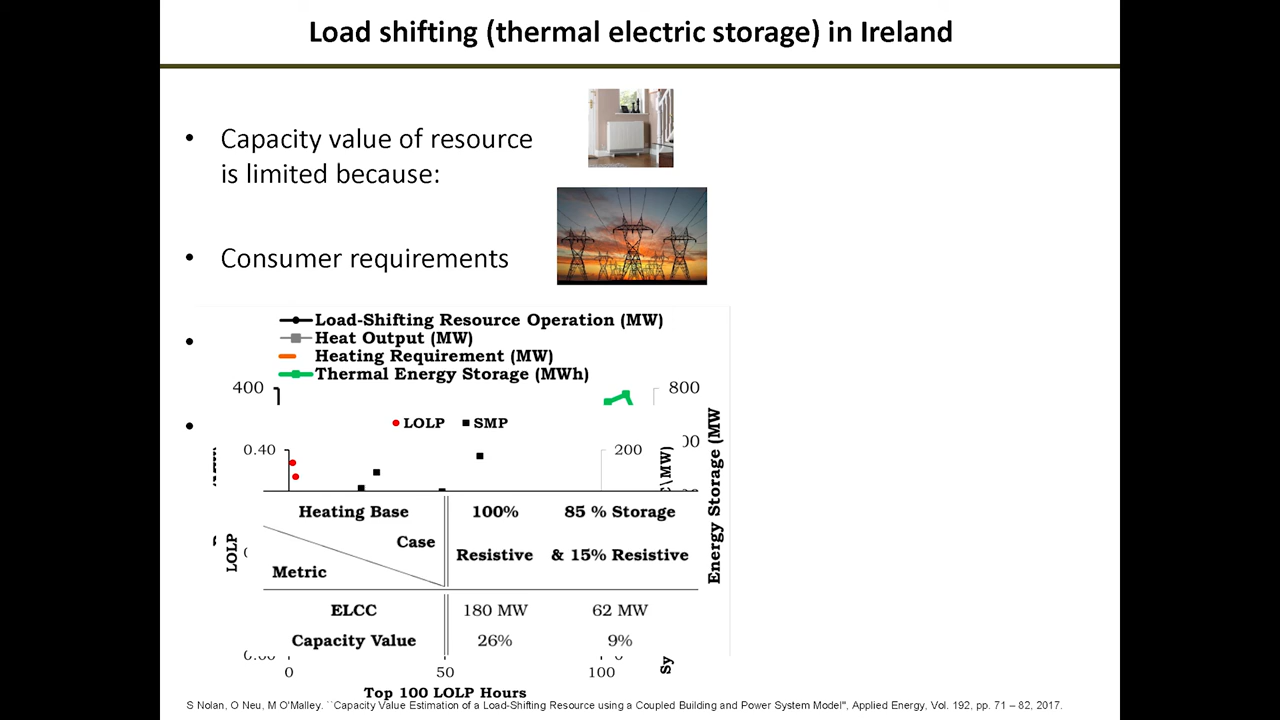 Load shifting (thermal electric storage) in Ireland
• Capacity value of resource
is limited because:
• Consumer requirements
•
•
Load-Shifting Resource Operation (MW)
Heat Output (MW)
Heating Requirement (MW)
Thermal Energy Storage (MWh)
400
800
LOLP
SMP
0.40
200
Energy Storage (MW
LOLP
Heating Base
100%
85 % Storage
Case
Resistive
& 15% Resistive
Metric
ELCC
180 MW
62 MW
Capacity Value
26%
9%
0
50
100
Top 100 LOLP Hours
S Nolan, O Neu, M O'Malley. ``Capacity Value Estimation of a Load-Shifting Resource using a Coupled Building and Power System Model", Applied Energy, Vol. 192, pp. 71 – 82, 2017.